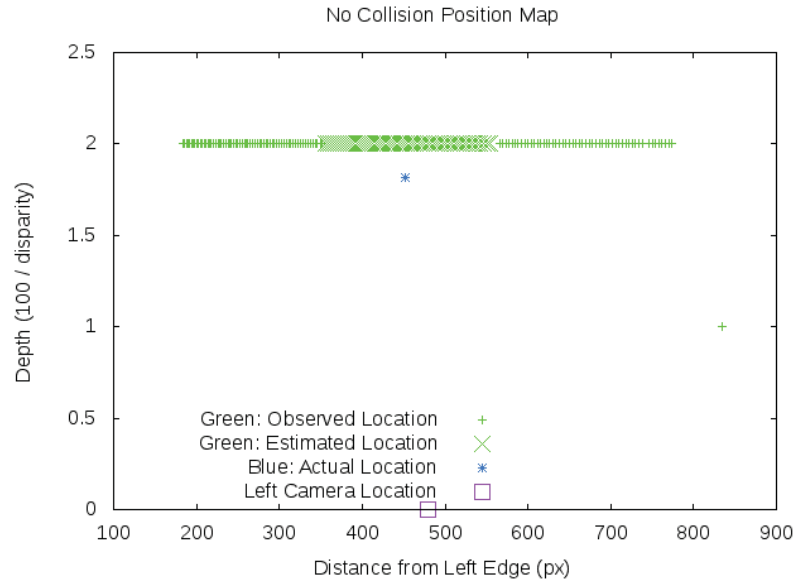 No Collision Position Map
2.5
2
1.5
1
0.5
0
Depth (100 / disparity)
Green: Observed Location
Green: Estimated Location
Blue: Actual Location
Left Camera Location
100 200 300 400 500 600 700 800 900
Distance from Left Edge (px)